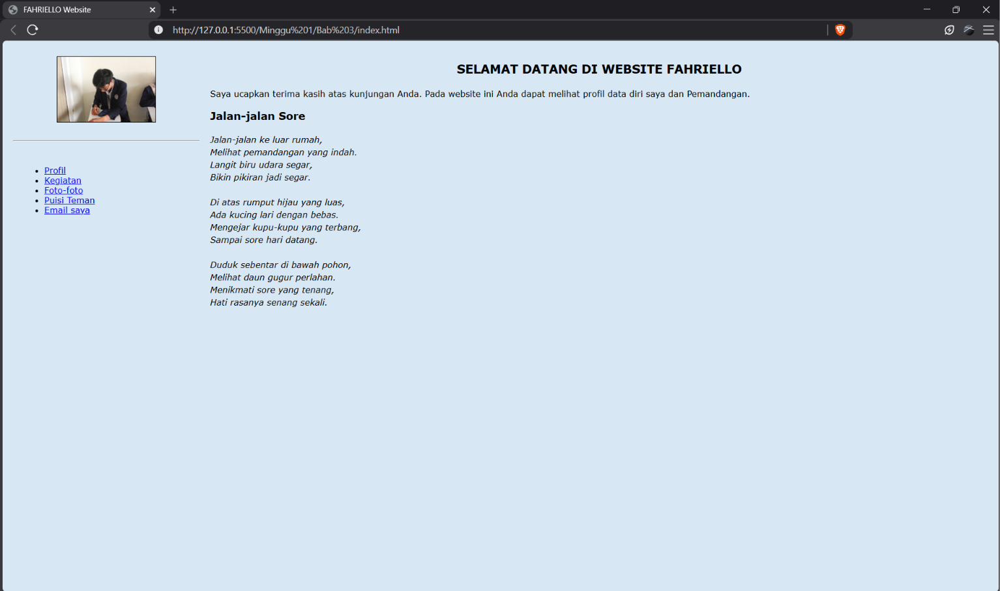 FAHRIELLO Website
http://127.0.0.1:5500/Minggu%201/Bab%203/index.html
SELAMAT DATANG DI WEBSITE FAHRIELLO
Saya ucapkan terima kasih atas kunjungan Anda. Pada website ini Anda dapat melihat profil data diri saya dan Pemandangan.
Jalan-jalan Sore
Jalan-jalan ke luar rumah,
Melihat pemandangan yang indah.
Langit biru udara segar,
Bikin pikiran jadi segar.
Di atas rumput hijau yang luas,
Ada kucing lari dengan bebas.
Mengejar kupu-kupu yang terbang,
Sampai sore hari datang.
Duduk sebentar di bawah pohon,
Melihat daun gugur perlahan.
Menikmati sore yang tenang,
Hati rasanya senang sekali.
Profil
Kegiatan
Foto-foto
Puisi Teman
Email saya